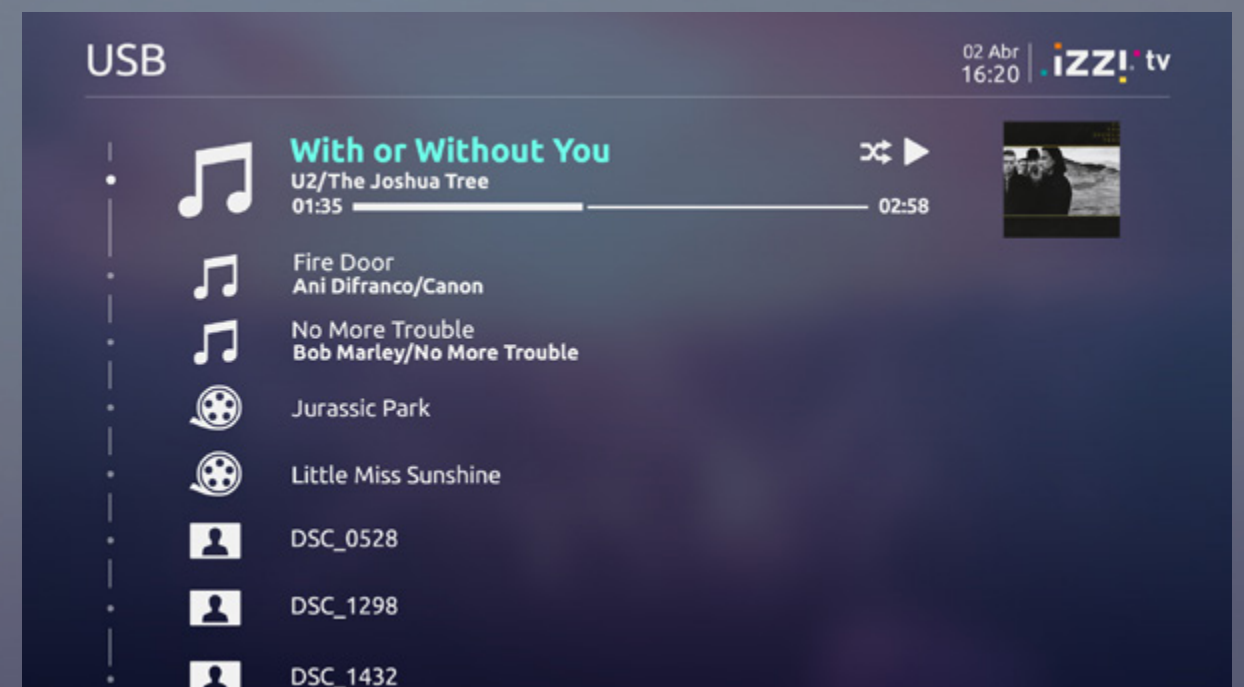 USB
02 Abr
16:20
.izz!. tv
With or Without You
U2/The Joshua Tree
01:35
02:58
Fire Door
Ani Difranco/Canon
No More Trouble
Bob Marley/No More Trouble
Jurassic Park
Little Miss Sunshine
DSC_0528
DSC_1298
DSC_1432